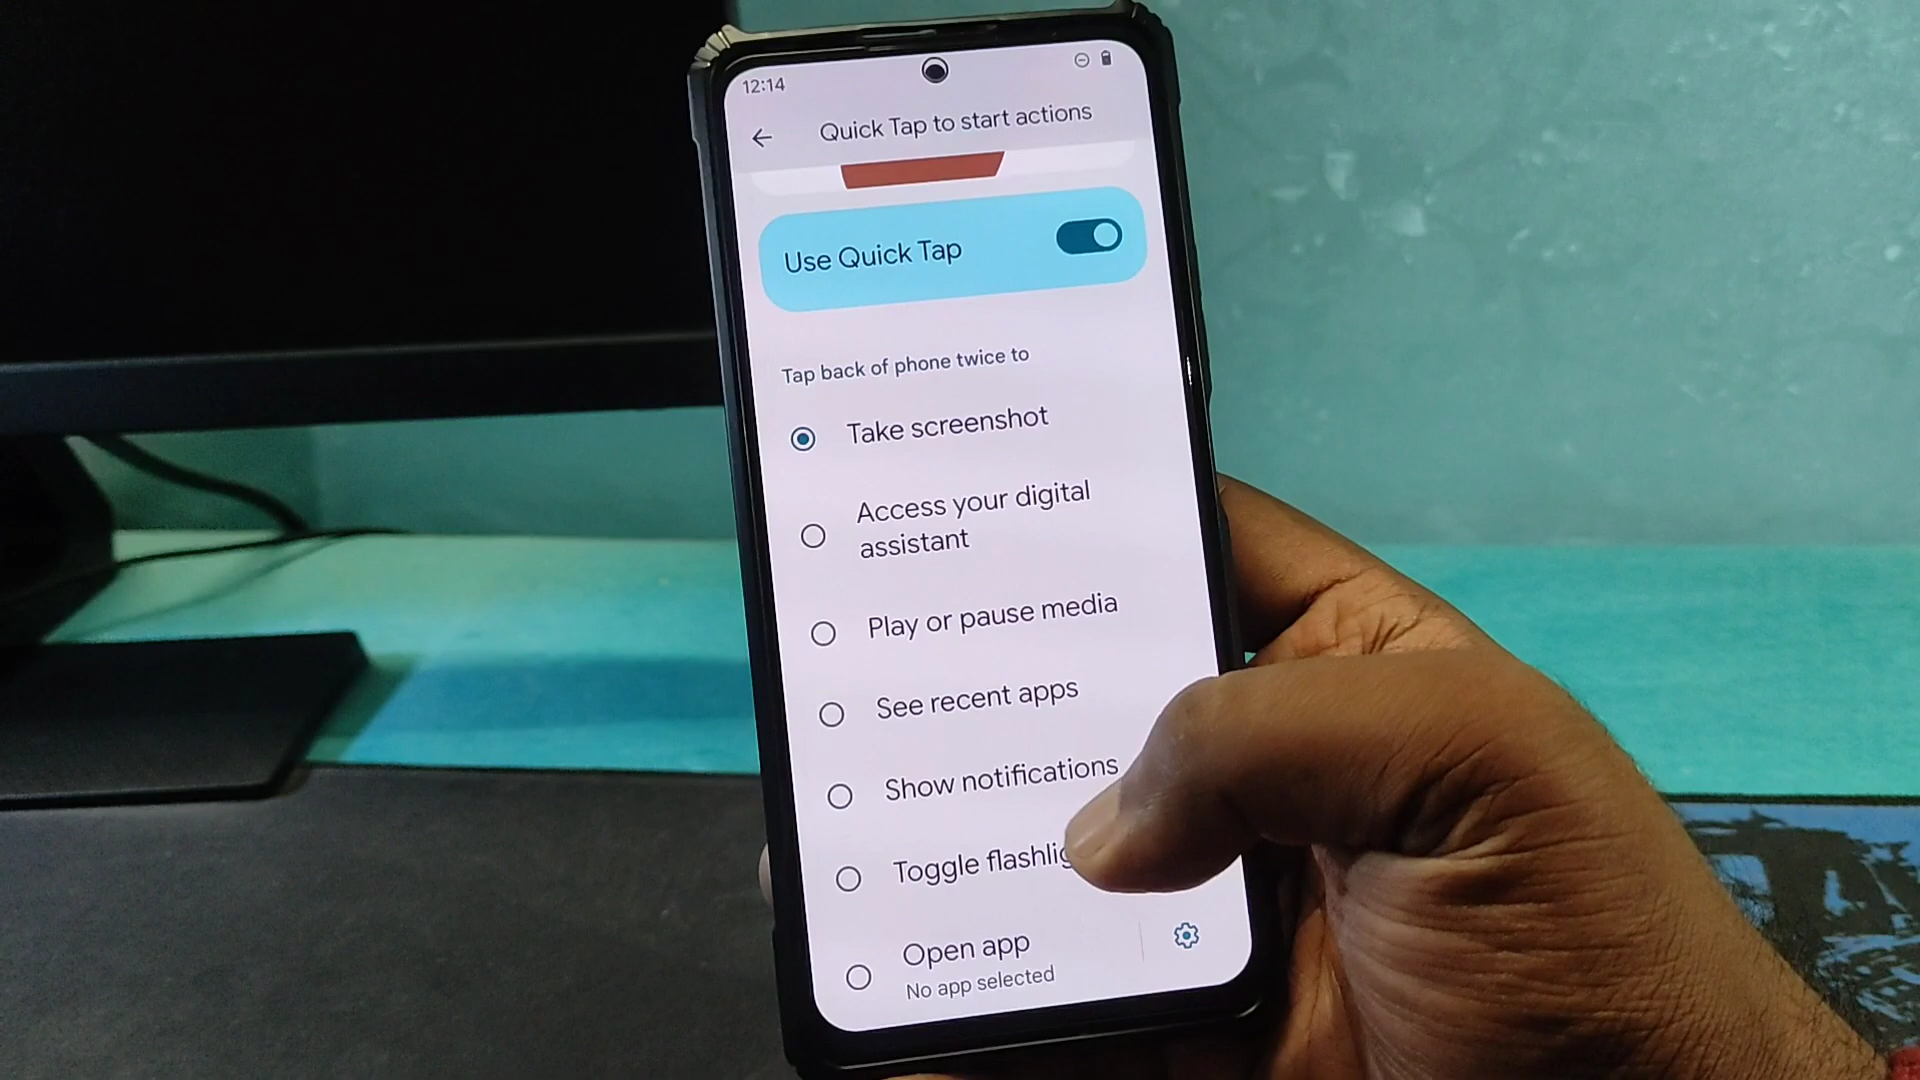 12:14
Quick Tap to start actions
Use Quick Tap
Tap back of phone twice to
Take screenshot
Access your digital
assistant
Play or pause media
See recent apps
Show notifications
Toggle
Open app
No app selected